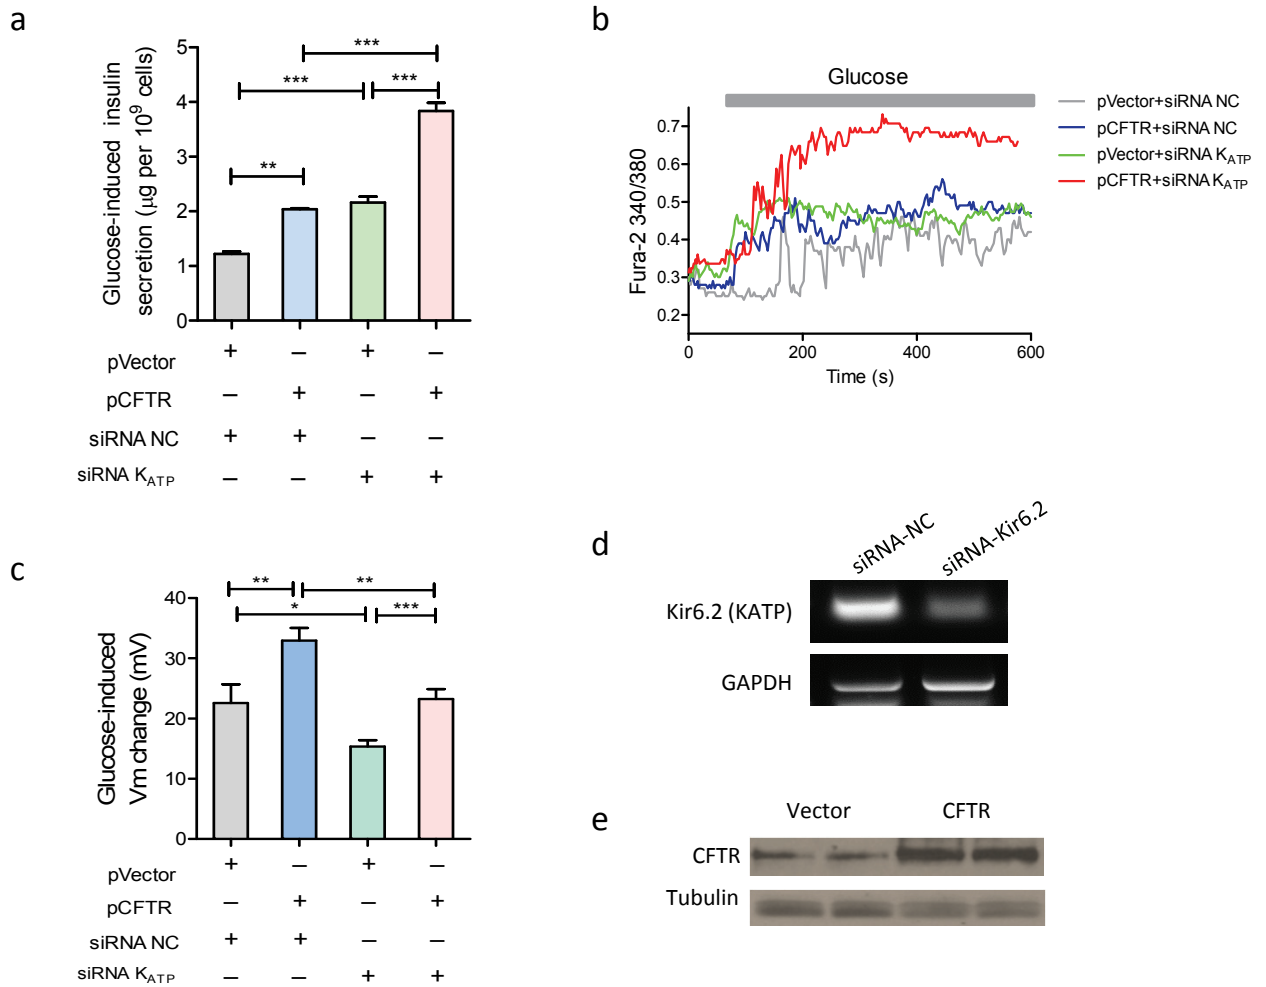 a
Glucose-induced insulin
secretion (µg per 10⁹ cells)
5
4
3
2
1
0
***
***
***
**
pVector + – + –
pCFTR – + – +
siRNA NC + + – –
siRNA K_ATP – – + +
b
Glucose
Fura-2 340/380
0.7
0.6
0.5
0.4
0.3
0.2
0 200 400 600
Time (s)
pVector+siRNA NC
pCFTR+siRNA NC
pVector+siRNA K_ATP
pCFTR+siRNA K_ATP
c
Glucose-induced
Vm change (mV)
40
30
20
10
0
** **
* ***
pVector + – + –
pCFTR – + – +
siRNA NC + + – –
siRNA K_ATP – – + +
d
siRNA-NC siRNA-Kir6.2
Kir6.2 (KATP)
GAPDH
e
Vector CFTR
CFTR
Tubulin